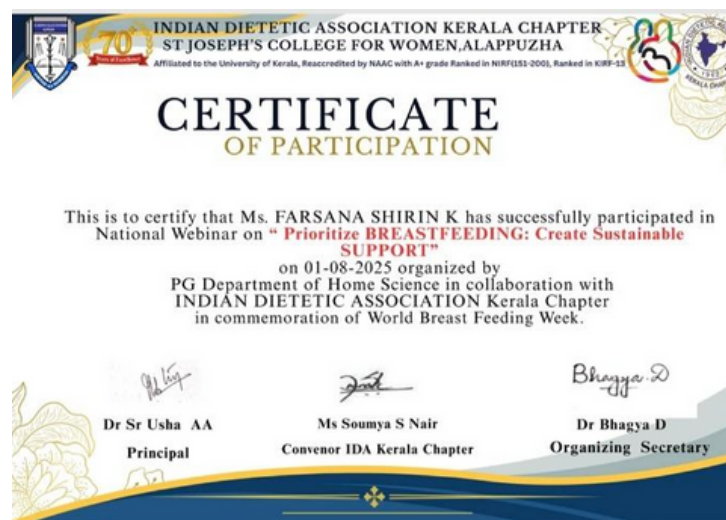 INDIAN DIETETIC ASSOCIATION KERALA CHAPTER
ST JOSEPH'S COLLEGE FOR WOMEN,ALAPPUZHA
Affiliated to the University of Kerala, Reaccredited by NAAC with A+ grade Ranked in NIRF(151-200), Ranked in KIRF-13
70
Years of Excellence
KERALA CHAPTER
CERTIFICATE
OF PARTICIPATION
This is to certify that Ms. FARSANA SHIRIN K has successfully participated in
National Webinar on “ Prioritize BREASTFEEDING: Create Sustainable
SUPPORT”
on 01-08-2025 organized by
PG Department of Home Science in collaboration with
INDIAN DIETETIC ASSOCIATION Kerala Chapter
in commemoration of World Breast Feeding Week.
Bhagya.D
Dr Sr Usha AA
Ms Soumya S Nair
Dr Bhagya D
Principal
Convenor IDA Kerala Chapter
Organizing Secretary